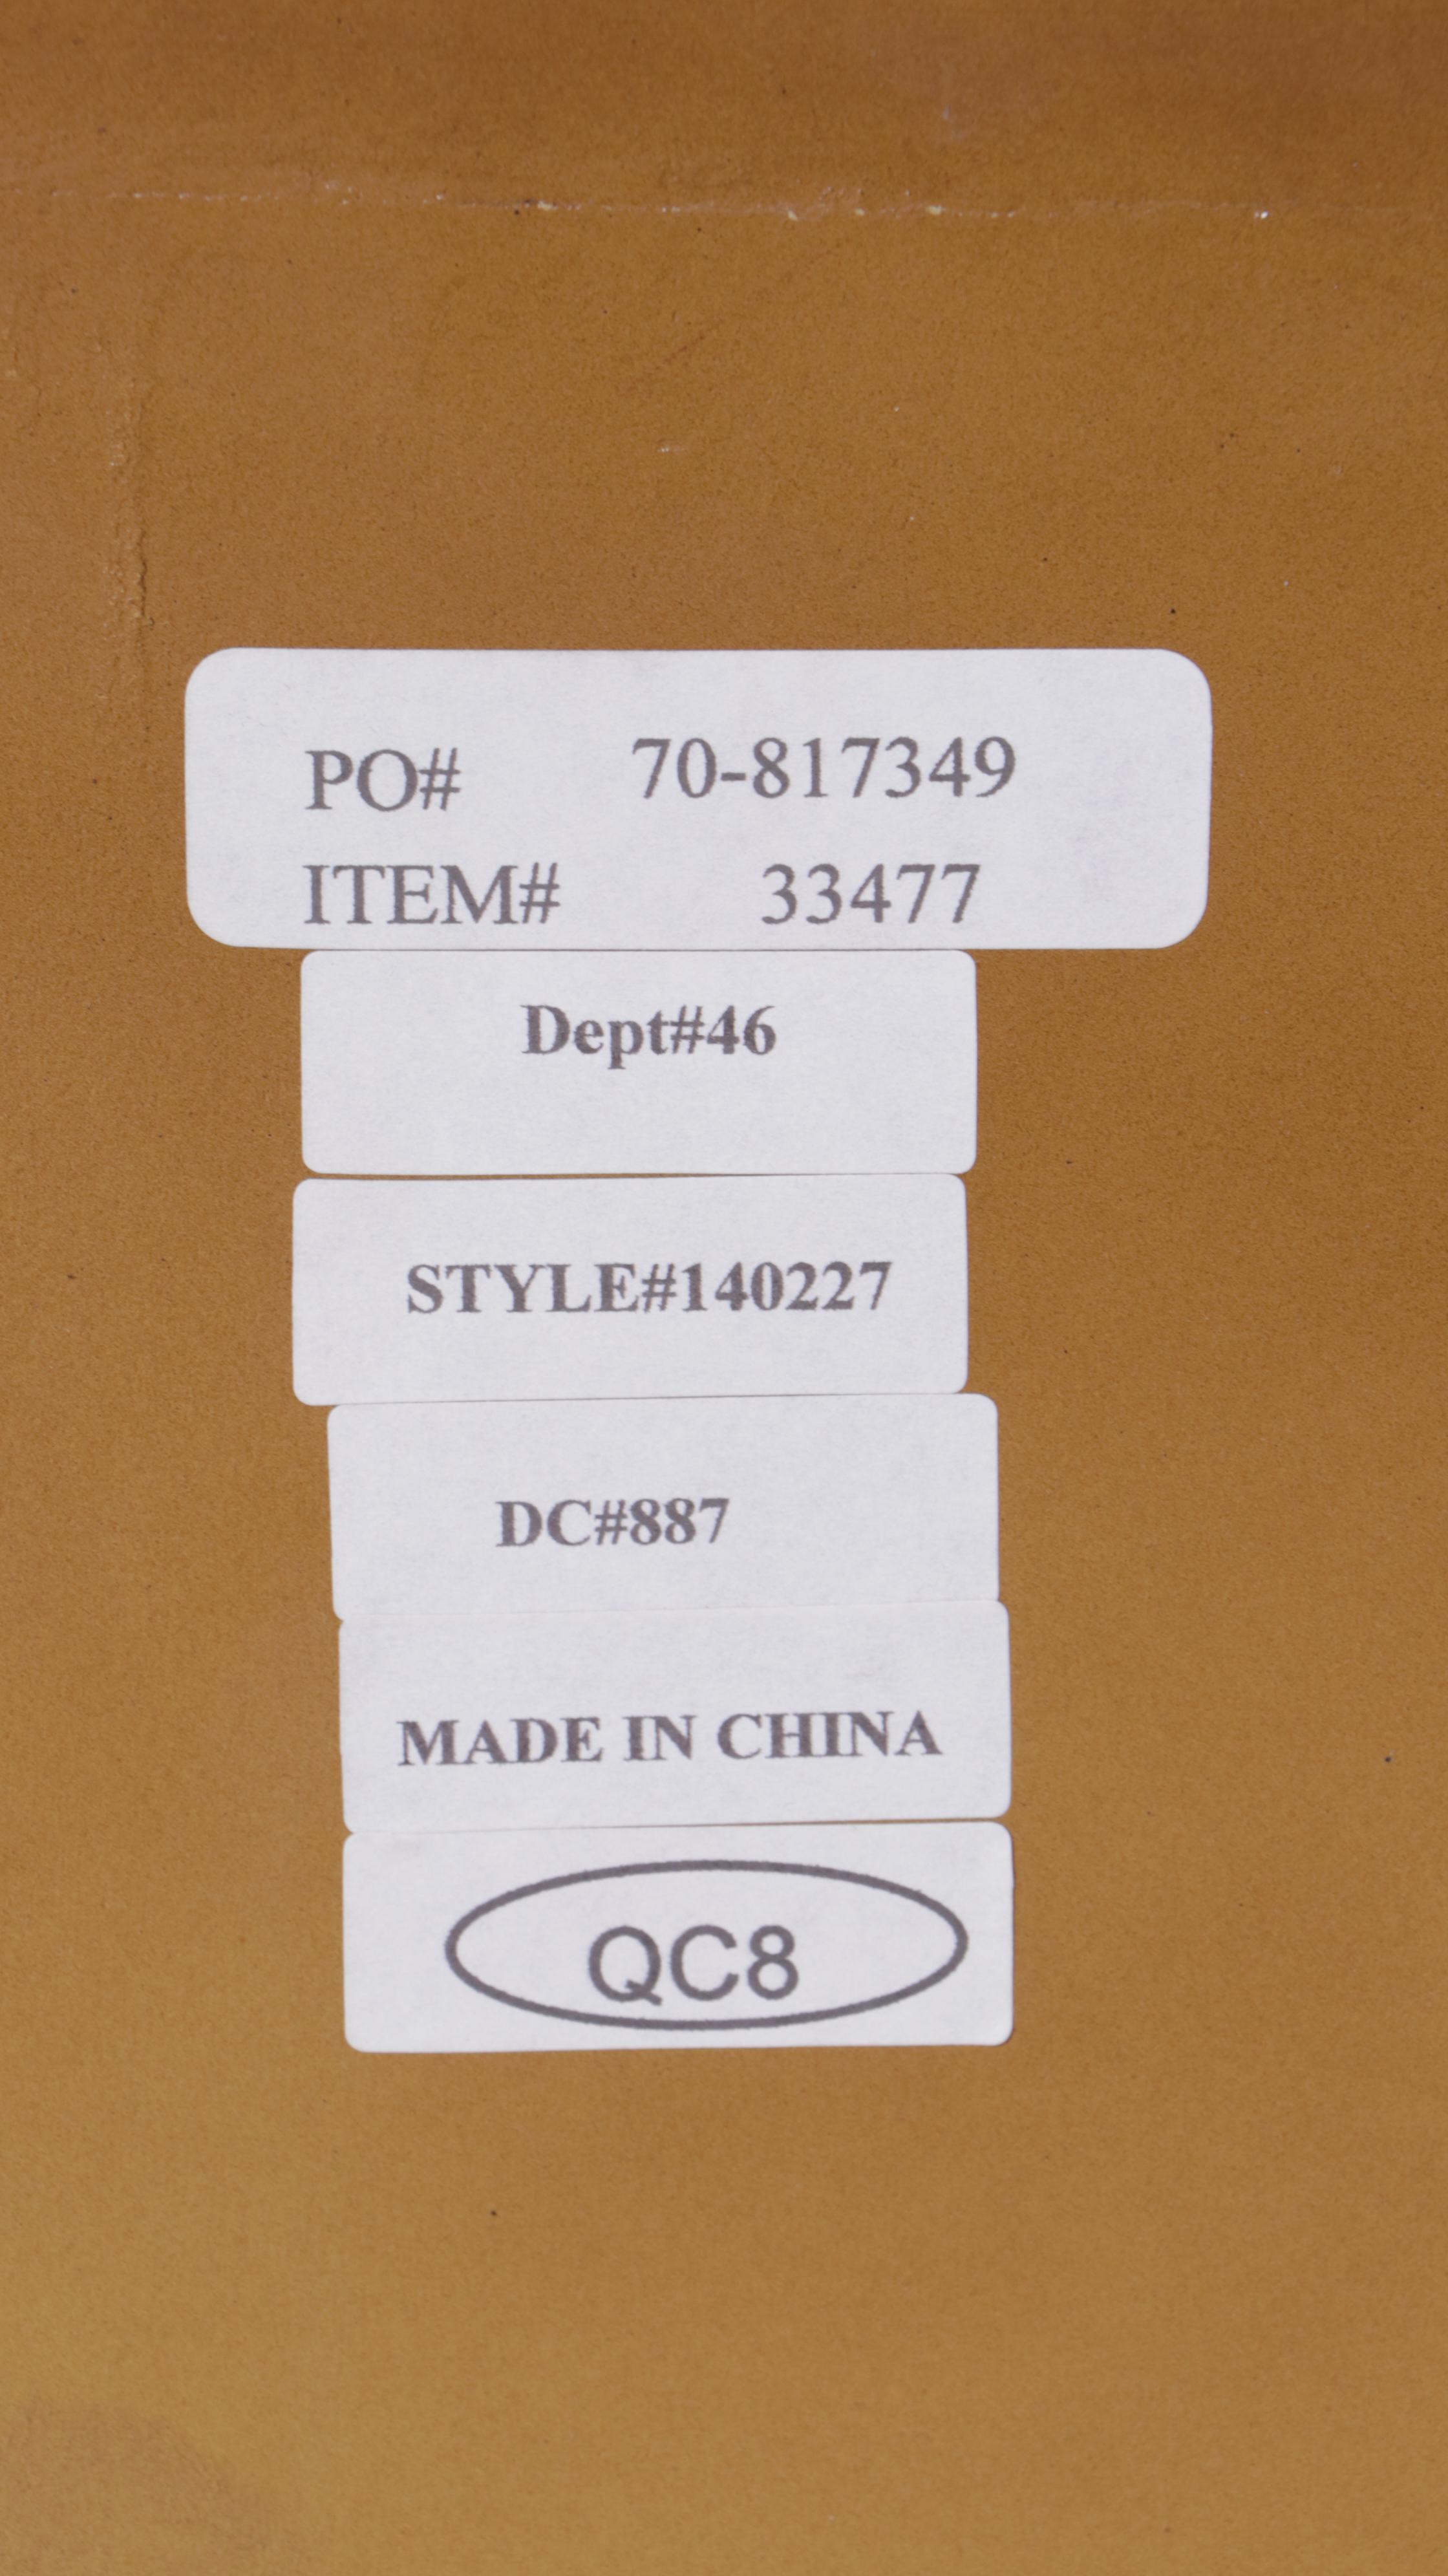 PO# 70-817349
ITEM# 33477
Dept#46
STYLE#140227
DC#887
MADE IN CHINA
QC8